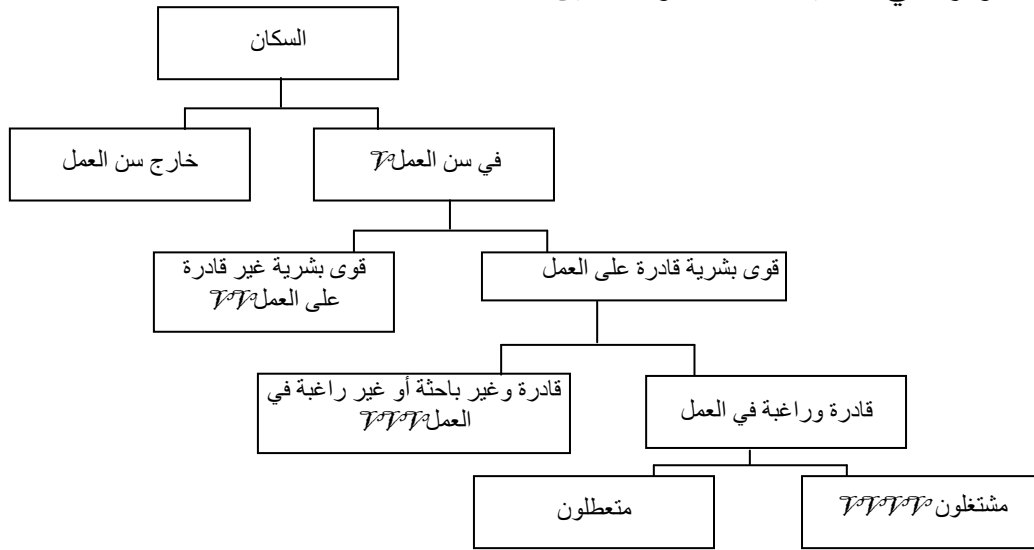 السكان
في سن العمل
خارج سن العمل
قوى بشرية قادرة على العمل
قوى بشرية غير قادرة
على العمل
قادرة وراغبة في العمل
قادرة وغير باحثة أو غير راغبة في
العمل
مشتغلون
متعطلون